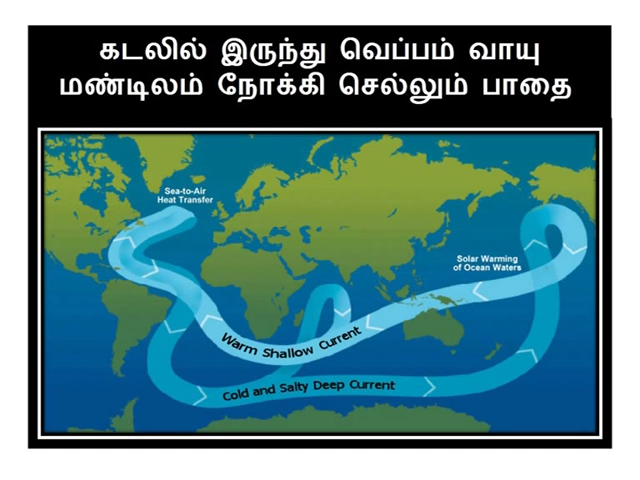 கடலில் இருந்து வெப்பம் வாயு
மண்டிலம் நோக்கி செல்லும் பாதை
Sea-to-Air
Heat Transfer
Solar Warming
of Ocean Waters
Warm Shallow Current
Cold and Salty Deep Current